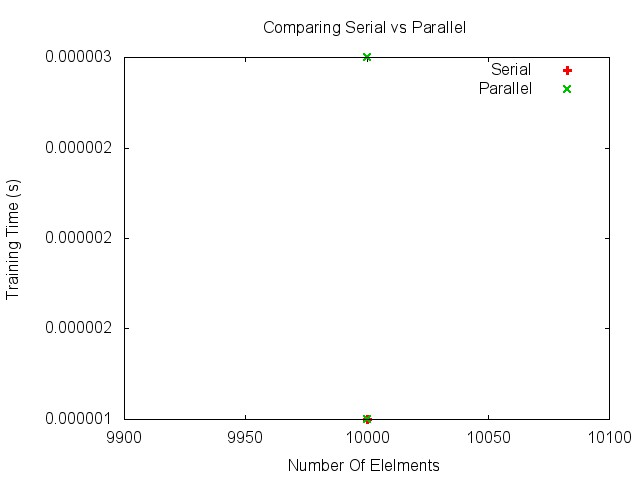 Comparing Serial vs Parallel
Serial
Parallel
0.000003
0.000002
0.000002
0.000002
0.000001
Training Time (s)
9900 9950 10000 10050 10100
Number Of Elelments